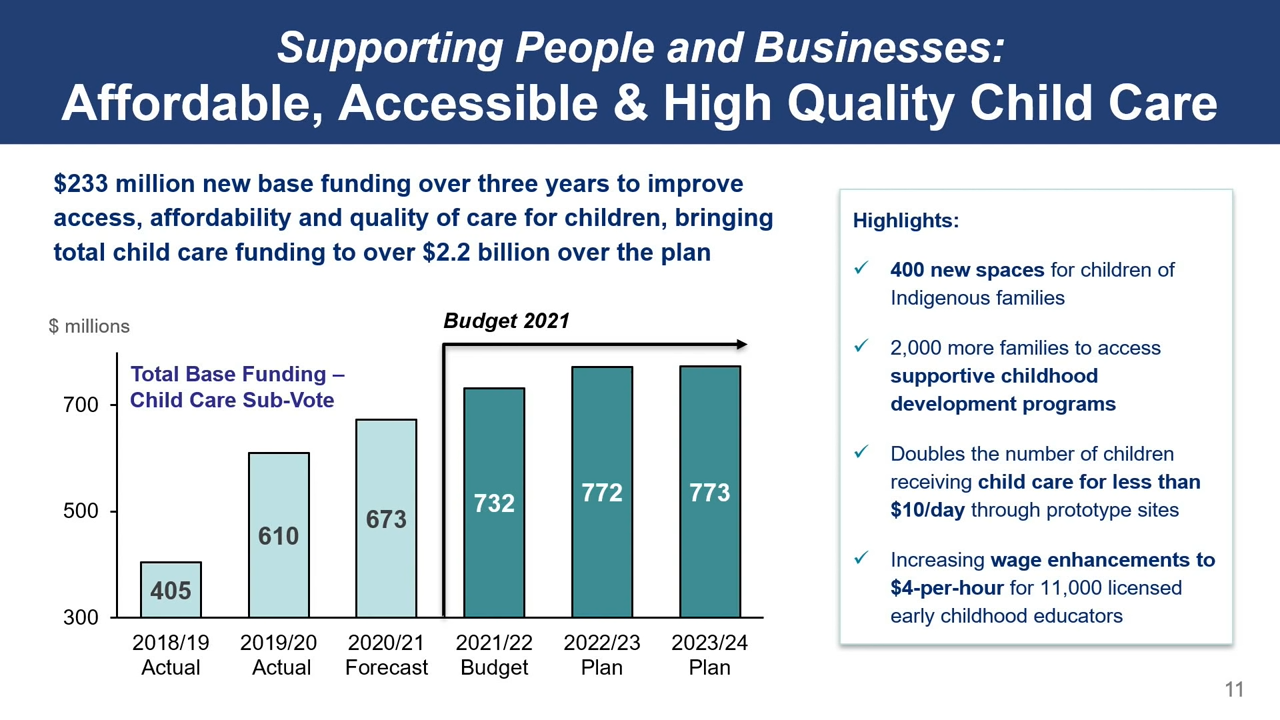 Supporting People and Businesses:
Affordable, Accessible & High Quality Child Care
$233 million new base funding over three years to improve
access, affordability and quality of care for children, bringing
total child care funding to over $2.2 billion over the plan
$ millions
Budget 2021
Total Base Funding –
Child Care Sub-Vote
700
500
300
405
610
673
732
772
773
2018/19
Actual
2019/20
Actual
2020/21
Forecast
2021/22
Budget
2022/23
Plan
2023/24
Plan
Highlights:
✓ 400 new spaces for children of
Indigenous families
✓ 2,000 more families to access
supportive childhood
development programs
✓ Doubles the number of children
receiving child care for less than
$10/day through prototype sites
✓ Increasing wage enhancements to
$4-per-hour for 11,000 licensed
early childhood educators
11